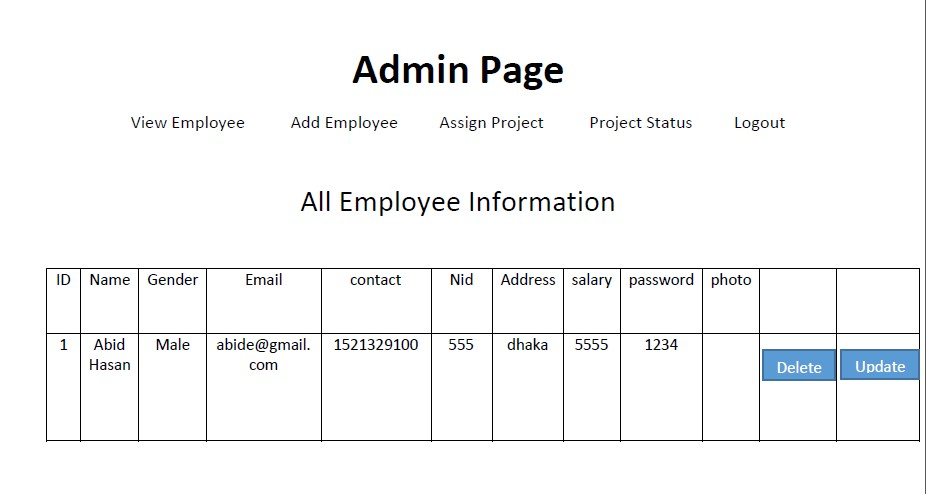 Admin Page
View Employee Add Employee Assign Project Project Status Logout
All Employee Information
ID Name Gender Email contact Nid Address salary password photo
1 Abid Male abide@gmail. 1521329100 555 dhaka 5555 1234
Hasan com
Delete Update